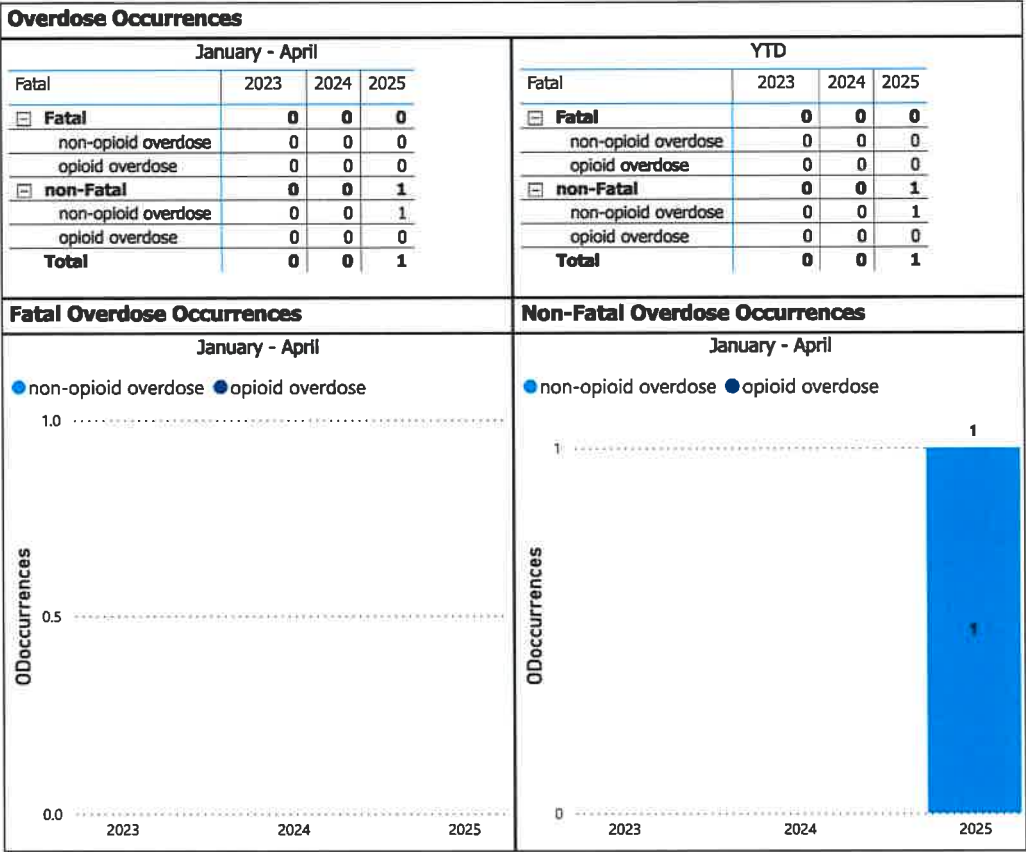 Overdose Occurrences
January - April
Fatal 2023 2024 2025
Fatal 0 0 0
non-opioid overdose 0 0 0
opioid overdose 0 0 0
non-Fatal 0 0 1
non-opioid overdose 0 0 1
opioid overdose 0 0 0
Total 0 0 1
YTD
Fatal 2023 2024 2025
Fatal 0 0 0
non-opioid overdose 0 0 0
opioid overdose 0 0 0
non-Fatal 0 0 1
non-opioid overdose 0 0 1
opioid overdose 0 0 0
Total 0 0 1
Fatal Overdose Occurrences
January - April
non-opioid overdose opioid overdose
1.0
ODoccurrences
0.5
0.0
2023 2024 2025
Non-Fatal Overdose Occurrences
January - April
non-opioid overdose opioid overdose
1
1
ODoccurrences
1
0
2023 2024 2025